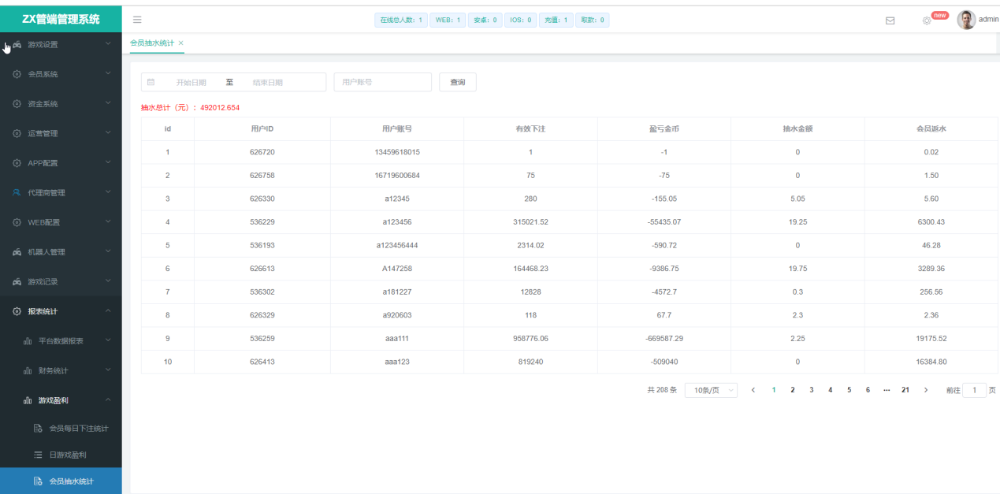 ZX管端管理系统
在线总人数: 1 WEB: 1 安卓: 0 IOS: 0 充值: 1 取款: 0
new
admin
游戏设置
会员系统
资金系统
运营管理
APP配置
代理商管理
WEB配置
机器人管理
游戏记录
报表统计
平台数据报表
财务统计
游戏盈利
会员每日下注统计
日游戏盈利
会员抽水统计
会员抽水统计 ×
开始日期 至 结束日期 用户账号 查询
抽水总计（元）: 492012.654
id 用户ID 用户账号 有效下注 盈亏金币 抽水金额 会员返水
1 626720 13459618015 1 -1 0 0.02
2 626758 16719600684 75 -75 0 1.50
3 626330 a12345 280 -155.05 5.05 5.60
4 536229 a123456 315021.52 -55435.07 19.25 6300.43
5 536193 a123456444 2314.02 -590.72 0 46.28
6 626613 A147258 164468.23 -9386.75 19.75 3289.36
7 536302 a181227 12828 -4572.7 0.3 256.56
8 626329 a920603 118 67.7 2.3 2.36
9 536259 aaa111 958776.06 -669587.29 2.25 19175.52
10 626413 aaa123 819240 -509040 0 16384.80
共 208 条 10条/页 < 1 2 3 4 5 6 ··· 21 > 前往 1 页